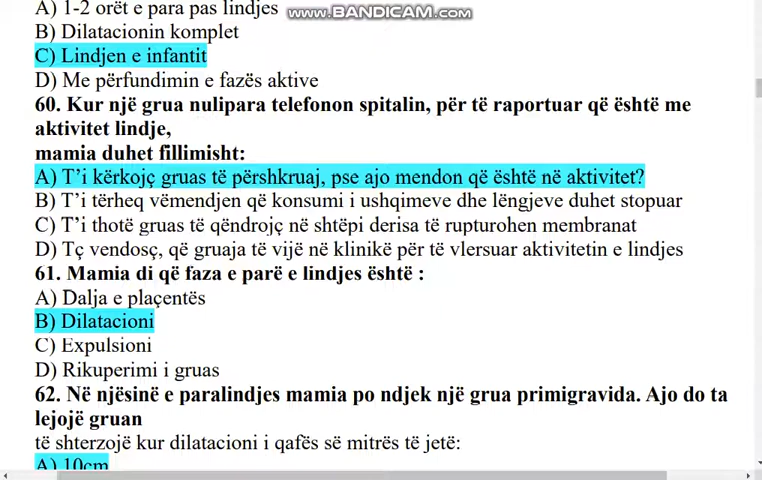 A) 1-2 orët e para pas lindjes
www.BANDICAM.com
B) Dilatacionin komplet
C) Lindjen e infantit
D) Me përfundimin e fazës aktive
60. Kur një grua nulipara telefonon spitalin, për të raportuar që është me
aktivitet lindje,
mamia duhet fillimisht:
A) T’i kërkojç gruas të përshkruaj, pse ajo mendon që është në aktivitet?
B) T’i tërheq vëmendjen që konsumi i ushqimeve dhe lëngjeve duhet stopuar
C) T’i thotë gruas të qëndrojç në shtëpi derisa të rupturohen membranat
D) Tç vendosç, që gruaja të vijë në klinikë për të vlersuar aktivitetin e lindjes
61. Mamia di që faza e parë e lindjes është :
A) Dalja e plaçentës
B) Dilatacioni
C) Expulsioni
D) Rikuperimi i gruas
62. Në njësinë e paralindjes mamia po ndjek një grua primigravida. Ajo do ta
lejojë gruan
të shterzojë kur dilatacioni i qafës së mitrës të jetë:
A) 10cm